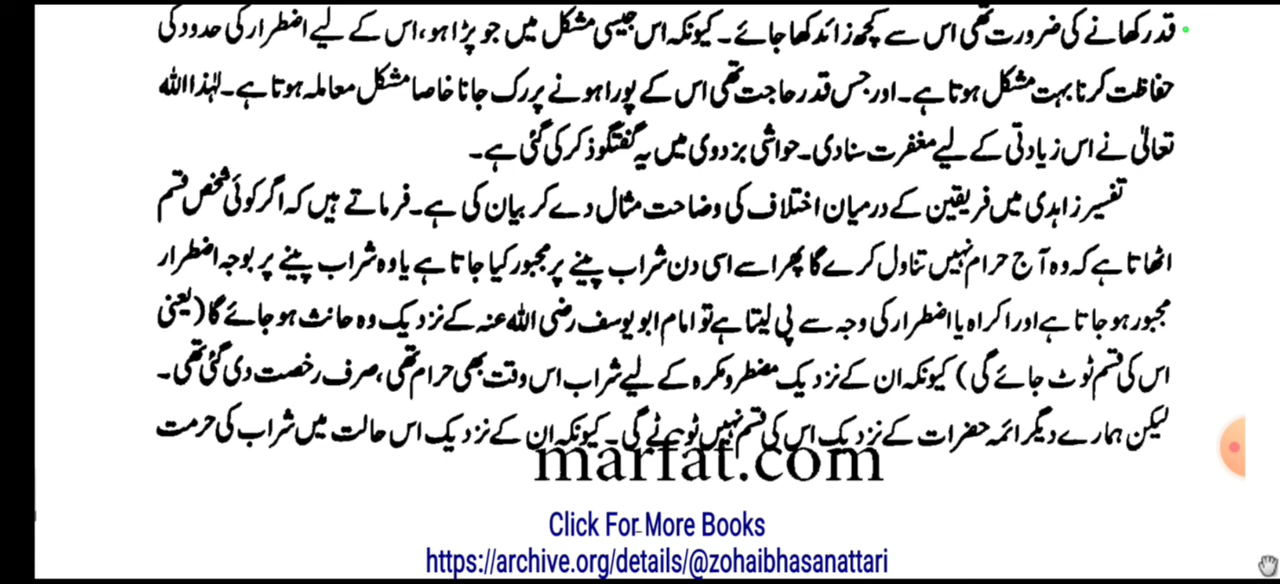 قدر کھانے کی ضرورت تھی اس سے کچھ زائد کھا جائے۔ کیونکہ اس جیسی مشکل میں جو پڑا ہو، اس کے لیے اضطرار کی حدود کی
حفاظت کرنا بہت مشکل ہوتا ہے۔ اور جس قدر حاجت تھی اس کے پورا ہونے پر رک جانا خاصا مشکل معاملہ ہوتا ہے۔ لہٰذا اللہ
تعالیٰ نے اس زیادتی کے لیے مغفرت سنا دی۔ حواشی بزدوی میں یہ گفتگو ذکر کی گئی ہے۔
تفسیر زاہدی میں فریقین کے درمیان اختلاف کی وضاحت مثال دے کر بیان کی ہے۔ فرماتے ہیں کہ اگر کوئی شخص قسم
اٹھاتا ہے کہ وہ آج حرام نہیں تناول کرے گا پھر اسے اسی دن شراب پینے پر مجبور کیا جاتا ہے یا وہ شراب پینے پر بوجہ اضطرار
مجبور ہو جاتا ہے اور اکراہ یا اضطرار کی وجہ سے پی لیتا ہے تو امام ابو یوسف رضی اللہ عنہ کے نزدیک وہ حانث ہو جائے گا (یعنی
اس کی قسم ٹوٹ جائے گی) کیونکہ ان کے نزدیک مضطر و مکرہ کے لیے شراب اس وقت بھی حرام تھی، صرف رخصت دی گئی تھی۔
لیکن ہمارے دیگر ائمہ حضرات کے نزدیک اس کی قسم نہیں ٹوٹے گی۔ کیونکہ ان کے نزدیک اس حالت میں شراب کی حرمت
marfat.com
Click For More Books
https://archive.org/details/@zohaibhasanattari